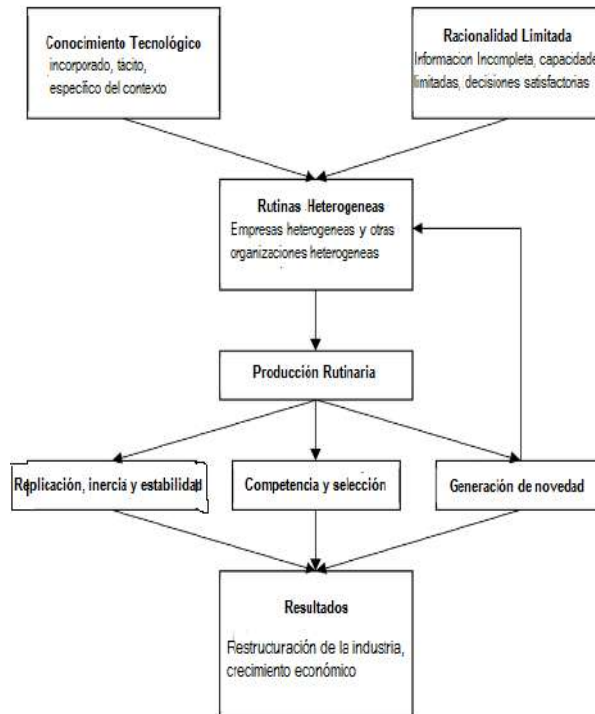 Conocimiento Tecnológico
incorporado, tácito,
específico del contexto
Racionalidad Limitada
Informacion Incompleta, capacidade
limitadas, decisiones satisfactorias
Rutinas Heterogeneas
Empresas heterogeneas y otras
organizaciones heterogeneas
Producción Rutinaria
Replicación, inercia y estabilidad
Competencia y selección
Generación de novedad
Resultados
Restructuración de la industria,
crecimiento económico